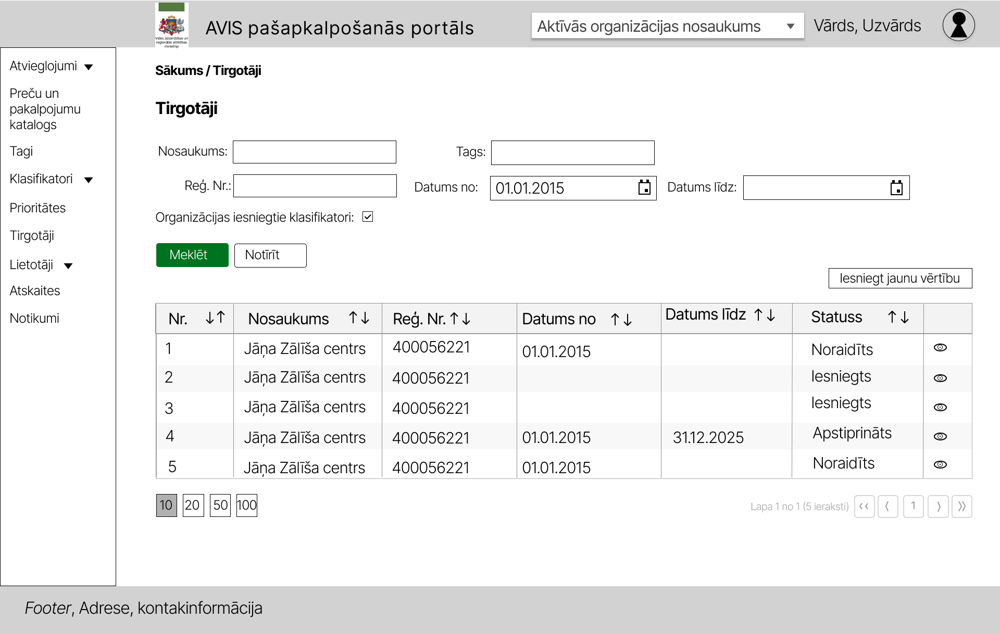 Vides aizsardzības un
reģionālās attīstības
ministrija
AVIS pašapkalpošanās portāls
Aktīvās organizācijas nosaukums
Vārds, Uzvārds
Atvieglojumi
Preču un
pakalpojumu
katalogs
Tagi
Klasifikatori
Prioritātes
Tirgotāji
Lietotāji
Atskaites
Notikumi
Sākums / Tirgotāji
Tirgotāji
Nosaukums:
Tags:
Reģ. Nr.:
Datums no: 01.01.2015
Datums līdz:
Organizācijas iesniegtie klasifikatori:
Meklēt
Notīrīt
Iesniegt jaunu vērtību
Nr. Nosaukums Reģ. Nr. Datums no Datums līdz Statuss
1 Jāņa Zālīša centrs 400056221 01.01.2015 Noraidīts
2 Jāņa Zālīša centrs 400056221 Iesniegts
3 Jāņa Zālīša centrs 400056221 Iesniegts
4 Jāņa Zālīša centrs 400056221 01.01.2015 31.12.2025 Apstiprināts
5 Jāņa Zālīša centrs 400056221 01.01.2015 Noraidīts
10 20 50 100
Lapa 1 no 1 (5 ieraksti) 1
Footer, Adrese, kontakinformācija